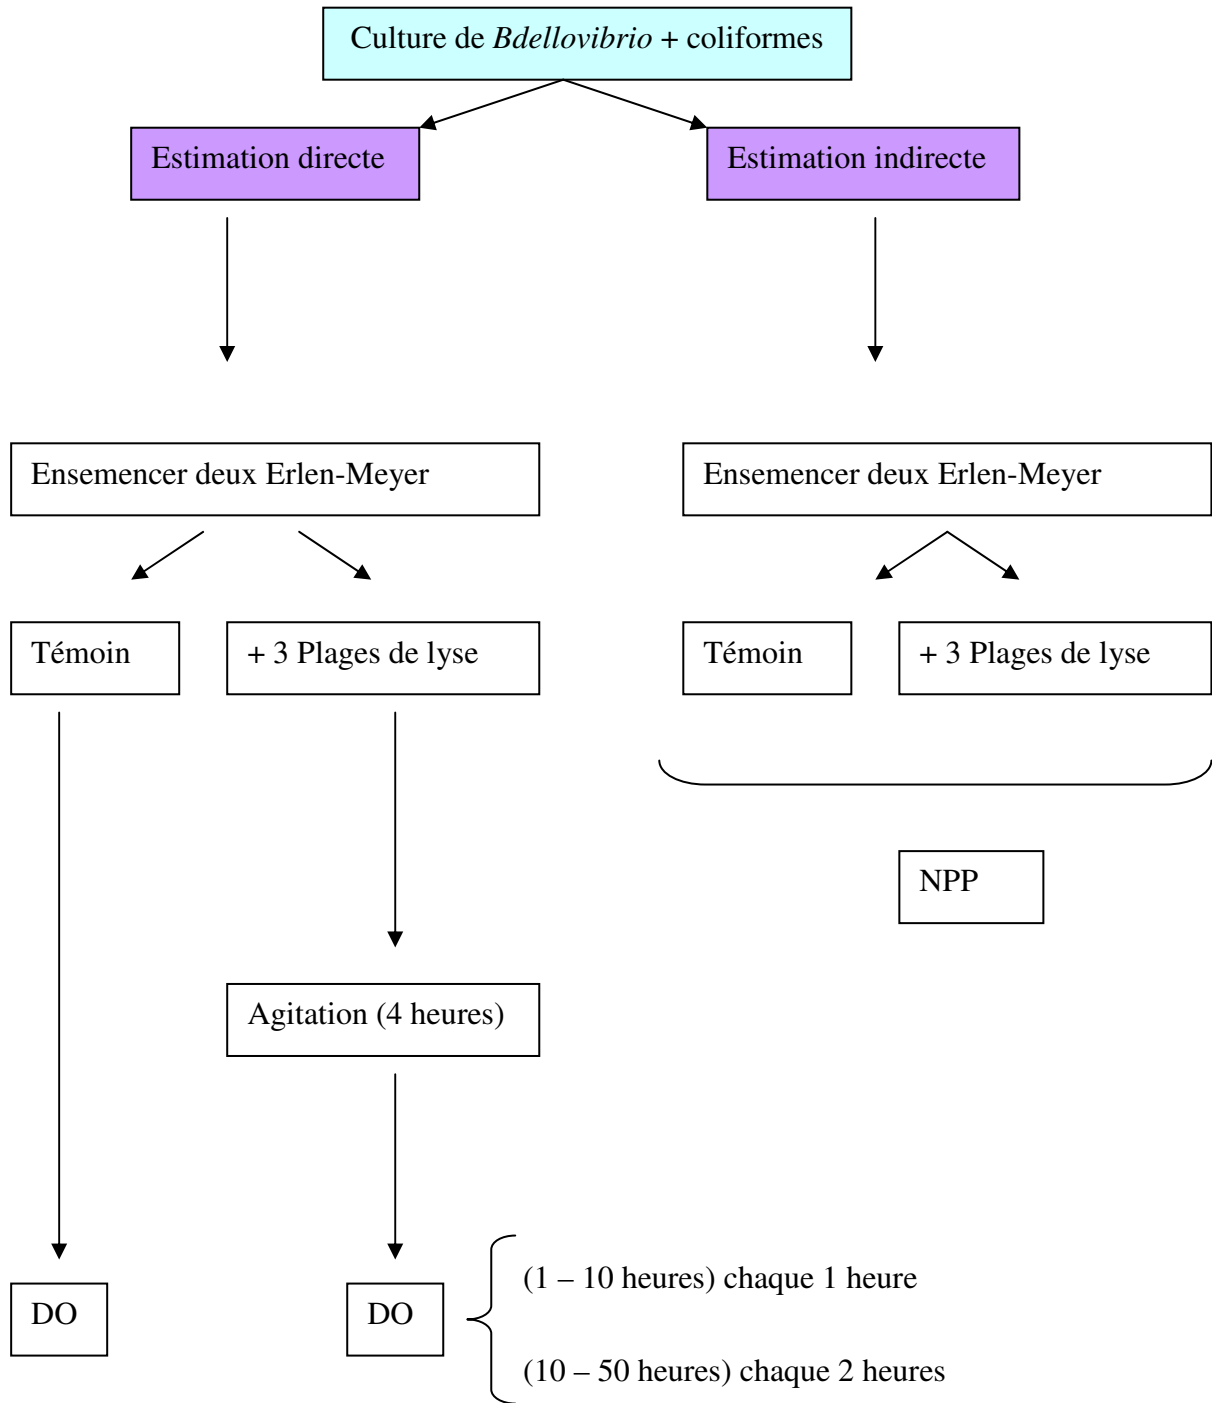 Culture de Bdellovibrio + coliformes
Estimation directe
Estimation indirecte
Ensemencer deux Erlen-Meyer
Ensemencer deux Erlen-Meyer
Témoin
+ 3 Plages de lyse
Témoin
+ 3 Plages de lyse
NPP
Agitation (4 heures)
DO
DO
(1 – 10 heures) chaque 1 heure
(10 – 50 heures) chaque 2 heures